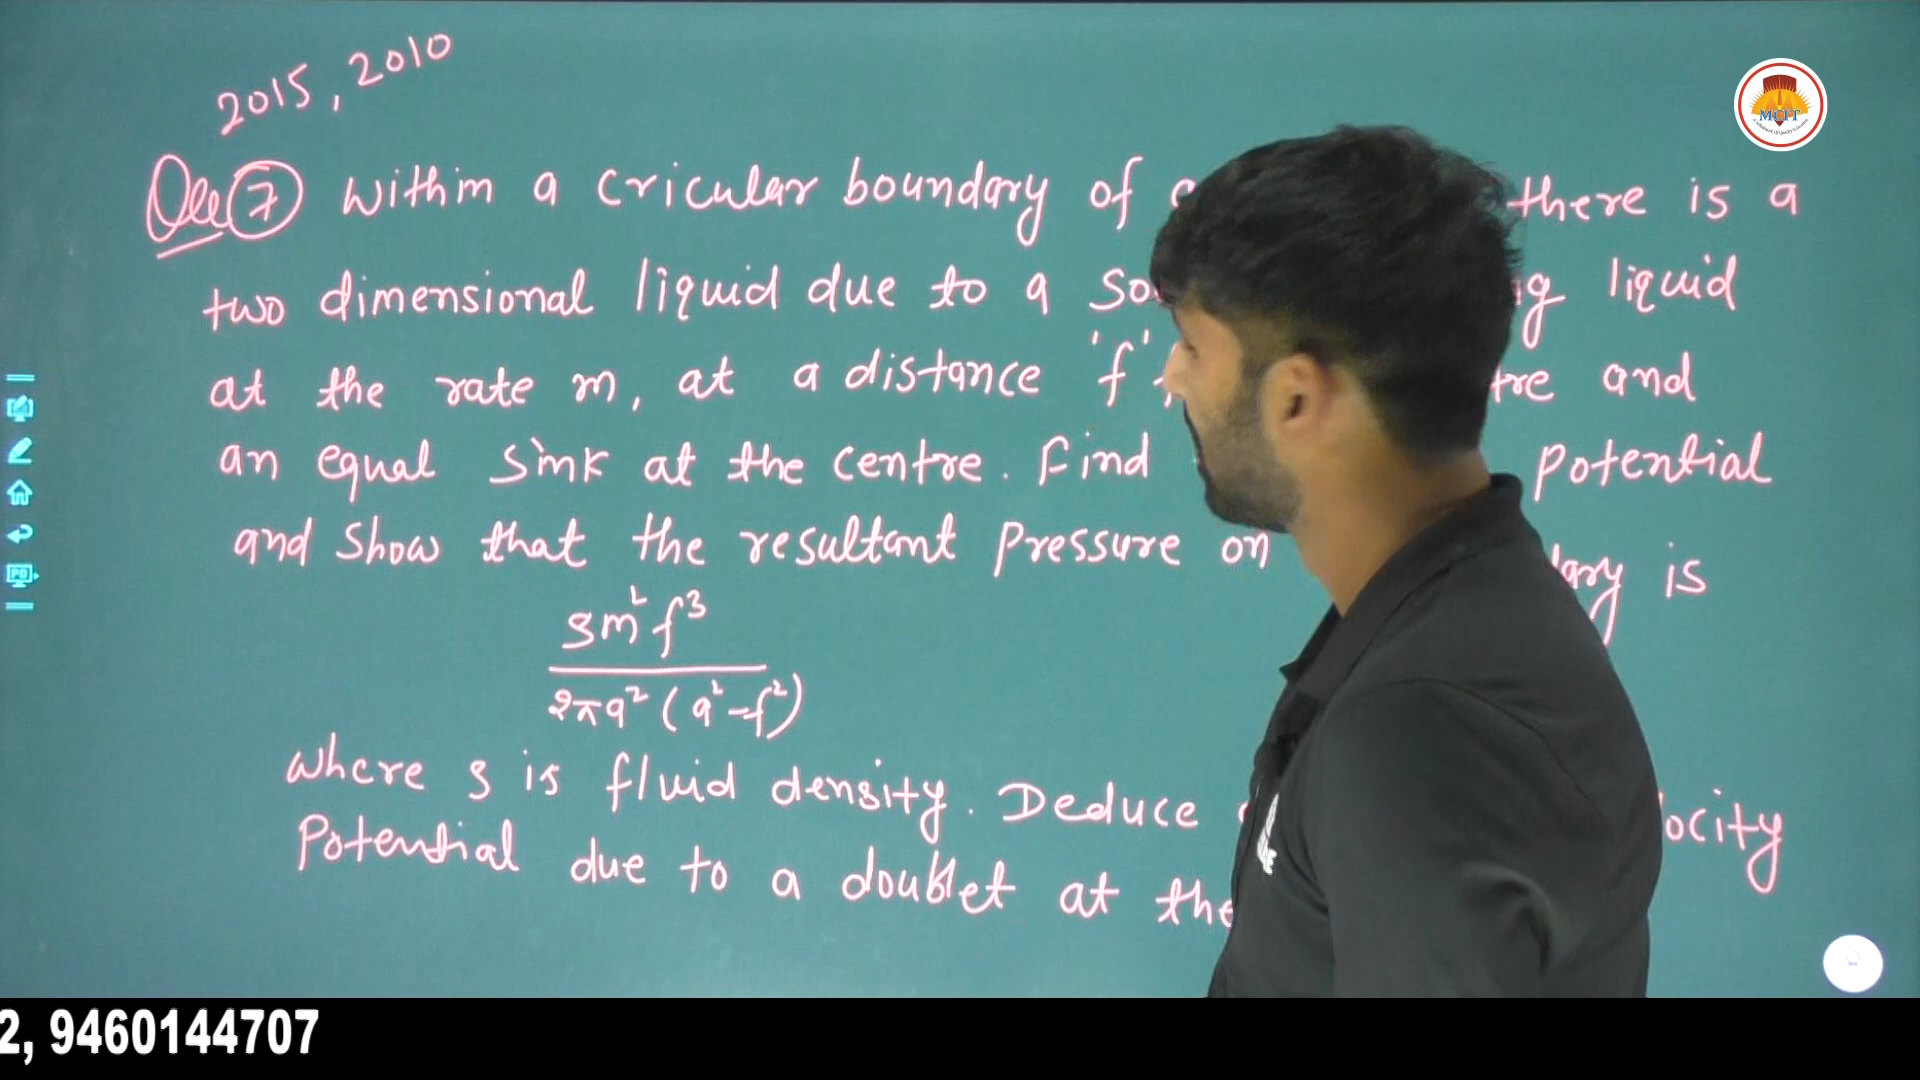 2015, 2010
MCIT
Que 7 Within a cricular boundary of there is a
two dimensional liquid due to a liquid
at the rate m, at a distance 'f' and
an equal sink at the centre. Find potential
and show that the resultant pressure on is
ρm²f³
2πa²(a²-f²)
where ρ is fluid density. Deduce
potential due to a doublet at the
2, 9460144707